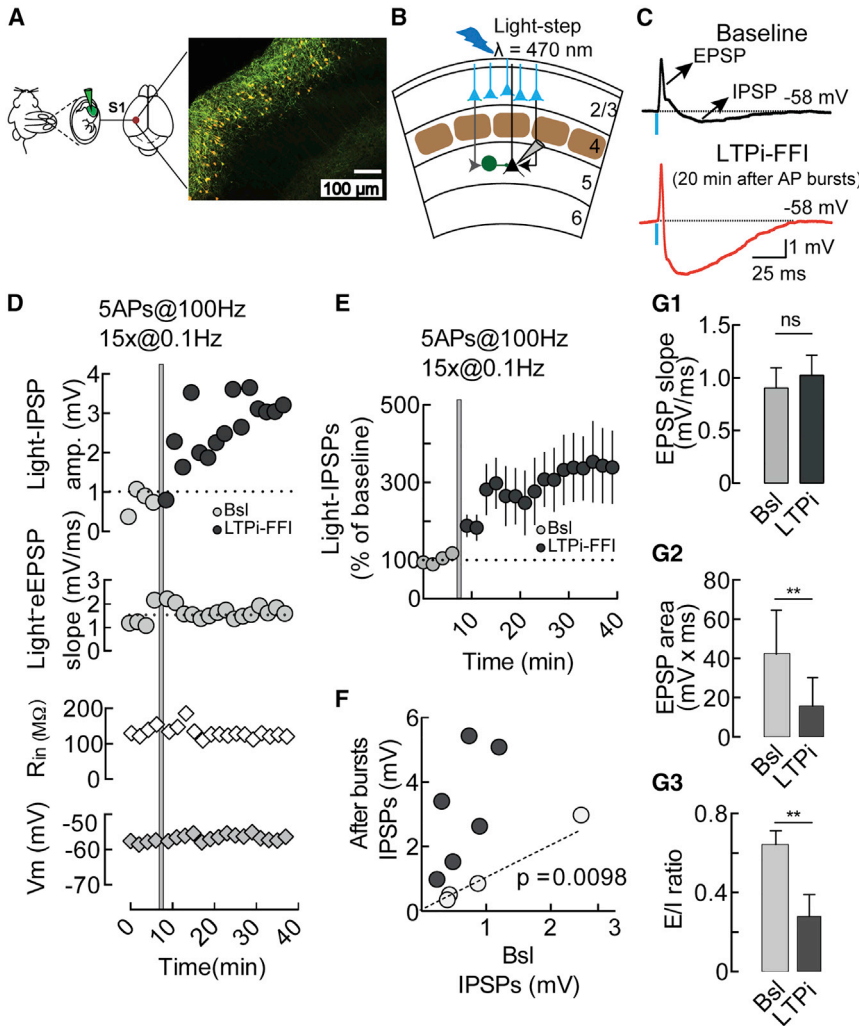 A
S1
100 µm
B
Light-step
λ = 470 nm
2/3
4
5
6
C
Baseline
EPSP
IPSP
-58 mV
LTPi-FFI
(20 min after AP bursts)
-58 mV
1 mV
25 ms
D
5APs@100Hz
15x@0.1Hz
Light-IPSP
amp. (mV)
4
3
2
1
0
Bsl
LTPi-FFI
Light-eEPSP
slope (mV/ms)
3
2
1
0
Rin (MΩ)
200
100
0
Vm (mV)
-50
-60
-70
0
10
20
30
40
Time(min)
E
5APs@100Hz
15x@0.1Hz
Light-IPSPs
(% of baseline)
500
300
100
Bsl
LTPi-FFI
0
10
20
30
40
Time (min)
F
After bursts
IPSPs (mV)
6
4
2
0
p =0.0098
1
2
3
Bsl
IPSPs (mV)
G1
EPSP slope
(mV/ms)
1.5
1.0
0.5
0
ns
Bsl
LTPi
G2
EPSP area
(mV x ms)
80
60
40
20
0
**
Bsl
LTPi
G3
E/I ratio
0.8
0.4
0
**
Bsl
LTPi